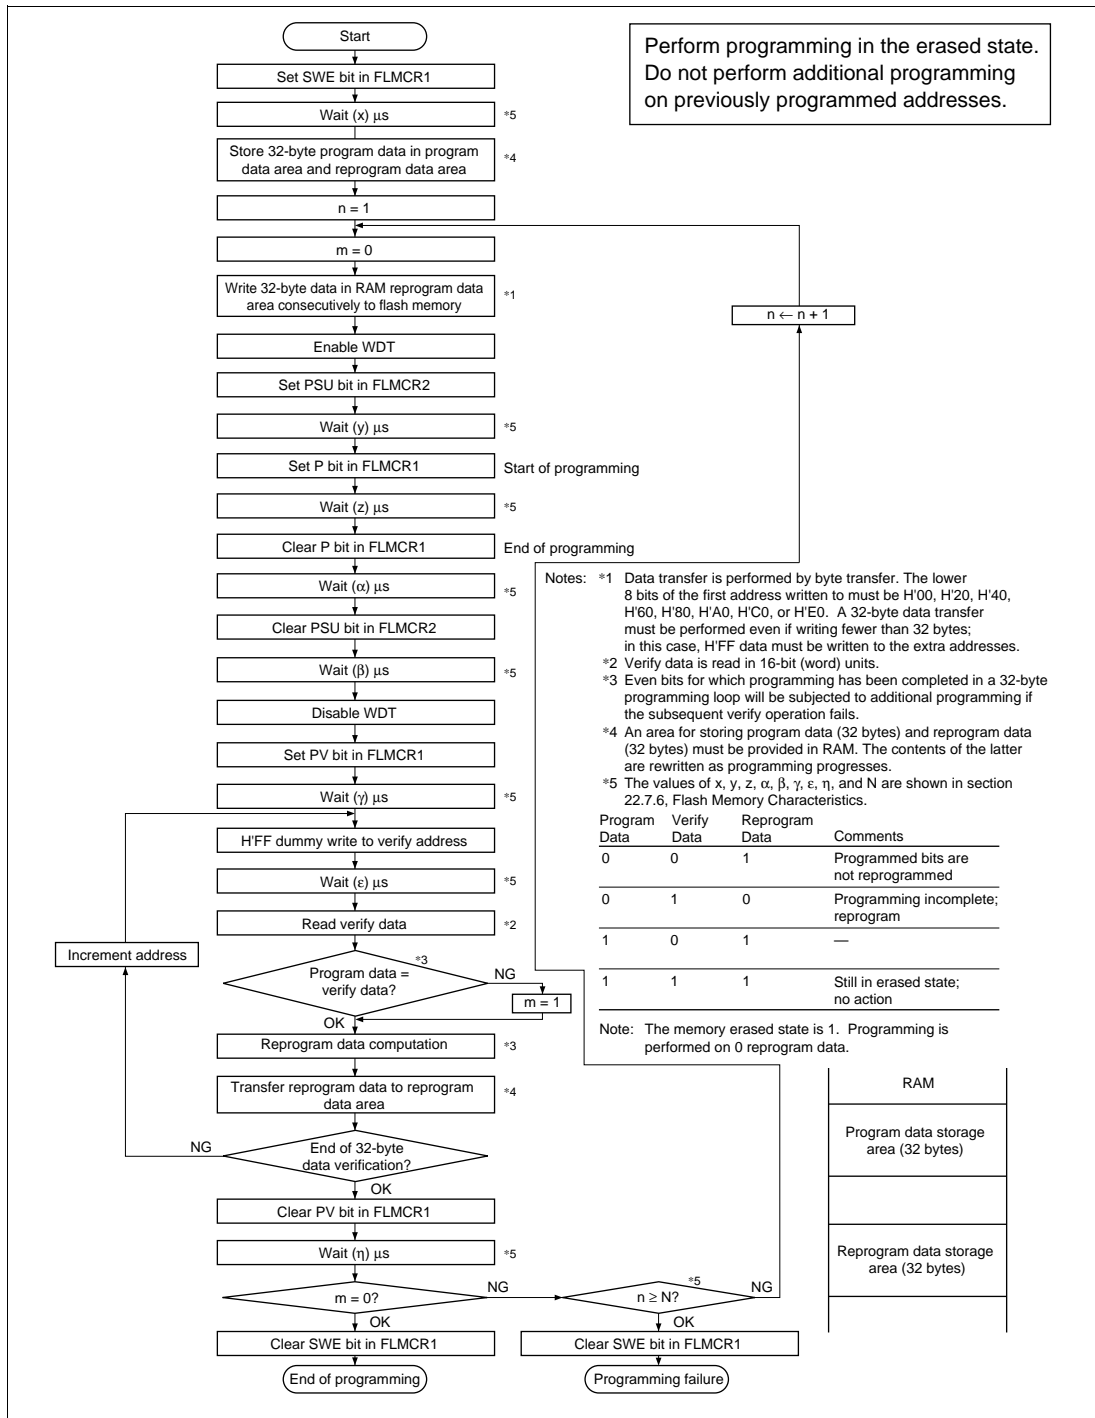 Start
Perform programming in the erased state.
Do not perform additional programming
on previously programmed addresses.
Set SWE bit in FLMCR1
Wait (x) μs
*5
Store 32-byte program data in program
data area and reprogram data area
*4
n = 1
m = 0
Write 32-byte data in RAM reprogram data
area consecutively to flash memory
*1
n ← n + 1
Enable WDT
Set PSU bit in FLMCR2
Wait (y) μs
*5
Set P bit in FLMCR1
Start of programming
Wait (z) μs
*5
Clear P bit in FLMCR1
End of programming
Wait (α) μs
*5
Clear PSU bit in FLMCR2
Wait (β) μs
*5
Disable WDT
Set PV bit in FLMCR1
Wait (γ) μs
*5
H'FF dummy write to verify address
Wait (ε) μs
*5
Read verify data
*2
Increment address
*3
Program data =
verify data?
NG
m = 1
OK
Reprogram data computation
*3
Transfer reprogram data to reprogram
data area
*4
NG
End of 32-byte
data verification?
OK
Clear PV bit in FLMCR1
Wait (η) μs
*5
m = 0?
NG
*5
n ≥ N?
NG
OK
OK
Clear SWE bit in FLMCR1
Clear SWE bit in FLMCR1
End of programming
Programming failure
Notes: *1 Data transfer is performed by byte transfer. The lower
8 bits of the first address written to must be H'00, H'20, H'40,
H'60, H'80, H'A0, H'C0, or H'E0. A 32-byte data transfer
must be performed even if writing fewer than 32 bytes;
in this case, H'FF data must be written to the extra addresses.
*2 Verify data is read in 16-bit (word) units.
*3 Even bits for which programming has been completed in a 32-byte
programming loop will be subjected to additional programming if
the subsequent verify operation fails.
*4 An area for storing program data (32 bytes) and reprogram data
(32 bytes) must be provided in RAM. The contents of the latter
are rewritten as programming progresses.
*5 The values of x, y, z, α, β, γ, ε, η, and N are shown in section
22.7.6, Flash Memory Characteristics.
Program Verify Reprogram
Data Data Data Comments
0 0 1 Programmed bits are
not reprogrammed
0 1 0 Programming incomplete;
reprogram
1 0 1 —
1 1 1 Still in erased state;
no action
Note: The memory erased state is 1. Programming is
performed on 0 reprogram data.
RAM
Program data storage
area (32 bytes)
Reprogram data storage
area (32 bytes)